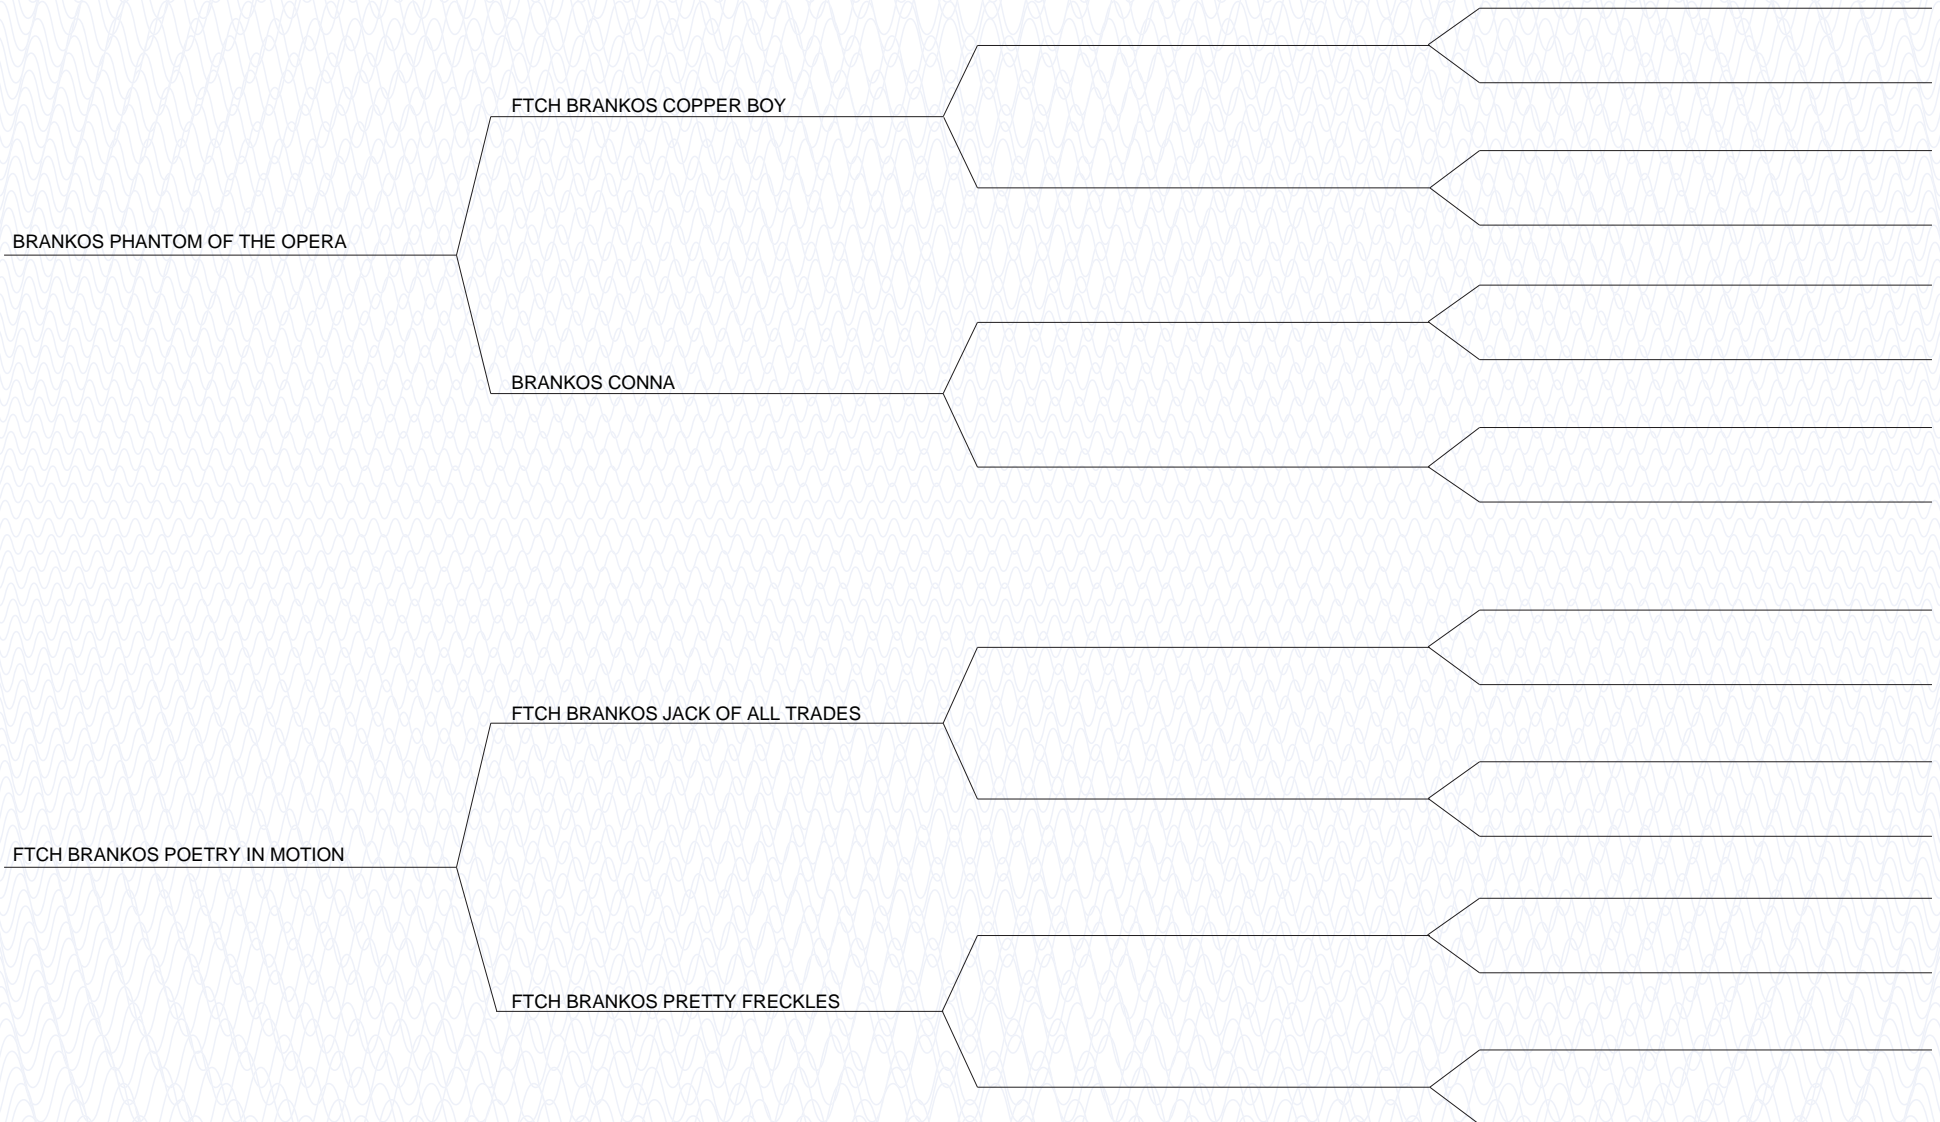 FTCH BRANKOS COPPER BOY
BRANKOS PHANTOM OF THE OPERA
BRANKOS CONNA
FTCH BRANKOS JACK OF ALL TRADES
FTCH BRANKOS POETRY IN MOTION
FTCH BRANKOS PRETTY FRECKLES